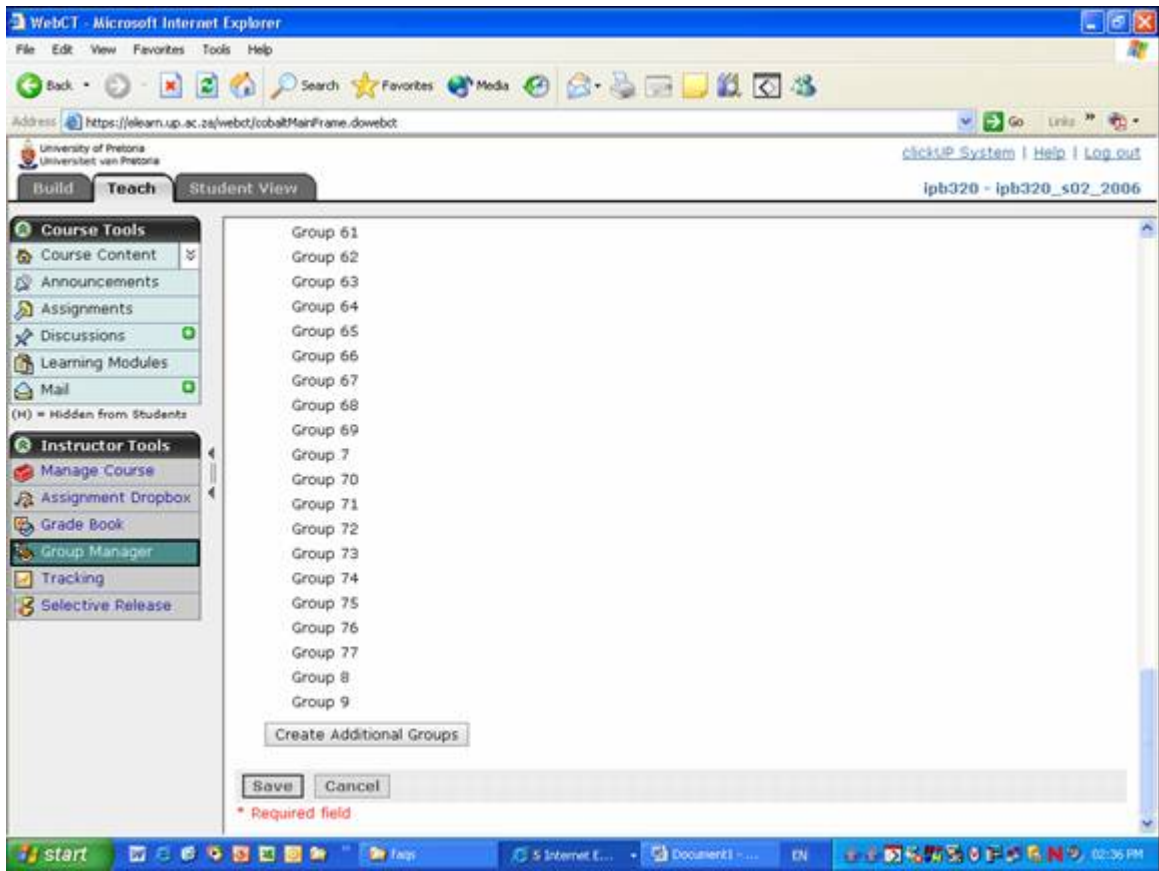 WebCT - Microsoft Internet Explorer
File Edit View Favorites Tools Help
Back Search Favorites Media
Address https://elearn.up.ac.za/webct/cobaltMainFrame.dowebct Go Links »
University of Pretoria
Universiteit van Pretoria
clickUP System | Help | Log out
Build Teach Student View
ipb320 - ipb320_s02_2006
Course Tools
Course Content
Announcements
Assignments
Discussions
Learning Modules
Mail
(H) = Hidden from Students
Instructor Tools
Manage Course
Assignment Dropbox
Grade Book
Group Manager
Tracking
Selective Release
Group 61
Group 62
Group 63
Group 64
Group 65
Group 66
Group 67
Group 68
Group 69
Group 7
Group 70
Group 71
Group 72
Group 73
Group 74
Group 75
Group 76
Group 77
Group 8
Group 9
Create Additional Groups
Save Cancel
* Required field
start » Faqs 5 Internet E... Document1 - ... EN 02:36 PM